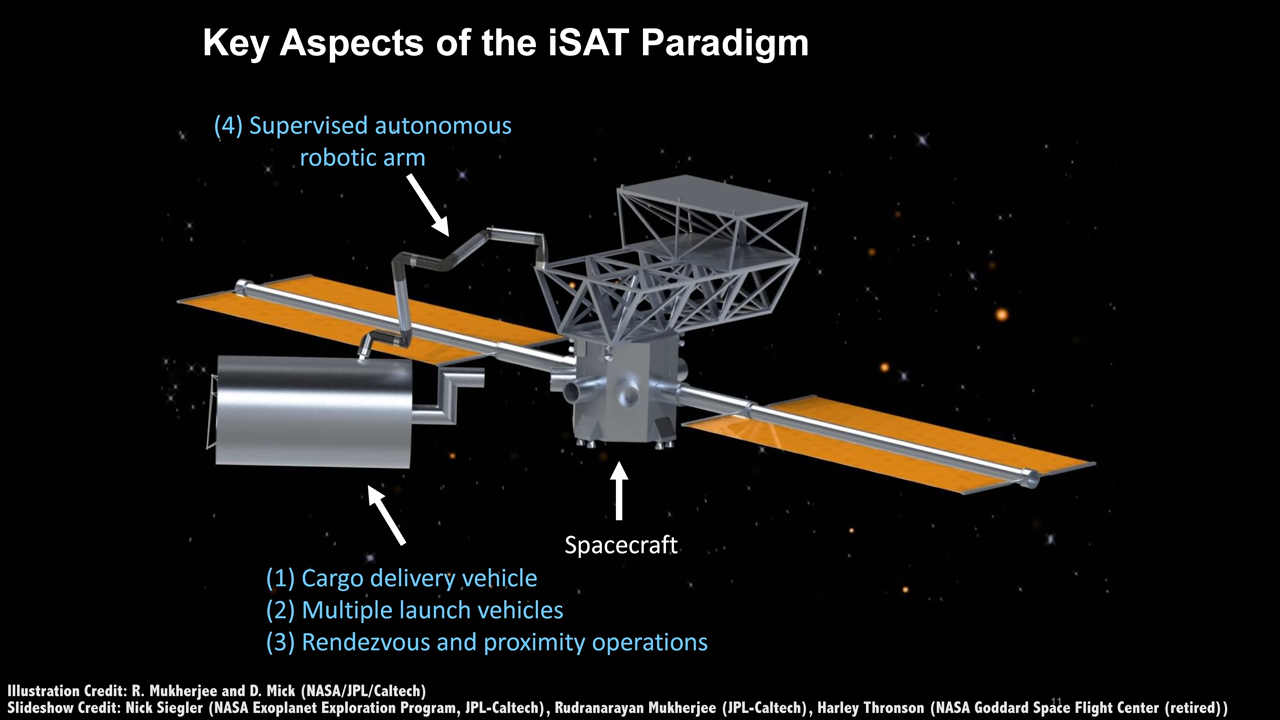 Key Aspects of the iSAT Paradigm
(4) Supervised autonomous
robotic arm
Spacecraft
(1) Cargo delivery vehicle
(2) Multiple launch vehicles
(3) Rendezvous and proximity operations
11
Illustration Credit: R. Mukherjee and D. Mick (NASA/JPL/Caltech)
Slideshow Credit: Nick Siegler (NASA Exoplanet Exploration Program, JPL-Caltech), Rudranarayan Mukherjee (JPL-Caltech), Harley Thronson (NASA Goddard Space Flight Center (retired))